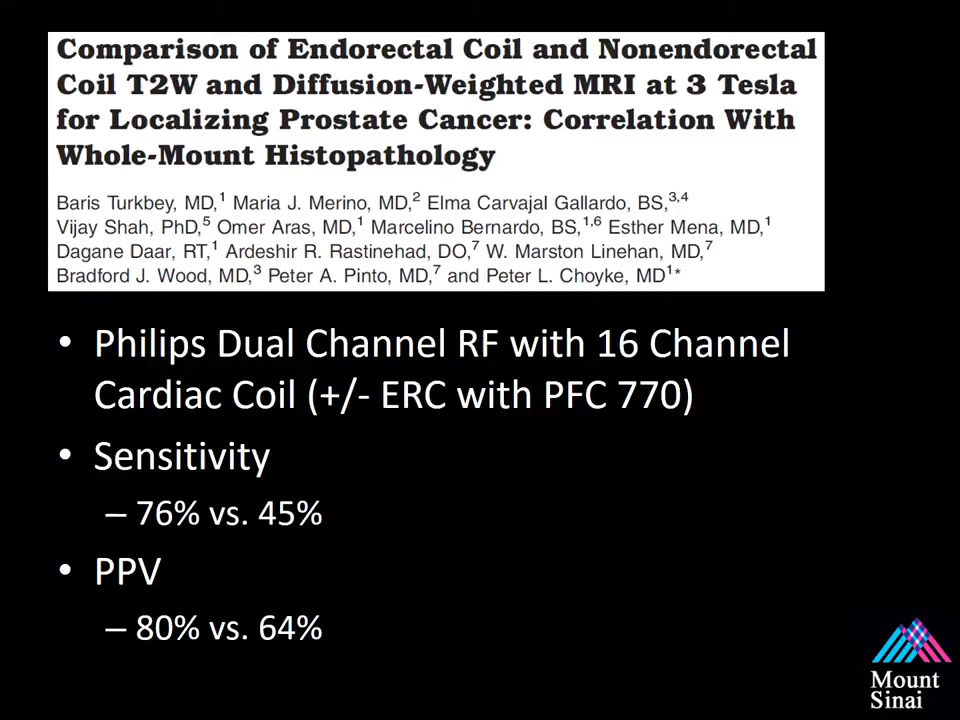 Comparison of Endorectal Coil and Nonendorectal
Coil T2W and Diffusion-Weighted MRI at 3 Tesla
for Localizing Prostate Cancer: Correlation With
Whole-Mount Histopathology
Baris Turkbey, MD,1 Maria J. Merino, MD,2 Elma Carvajal Gallardo, BS,3,4
Vijay Shah, PhD,5 Omer Aras, MD,1 Marcelino Bernardo, BS,1,6 Esther Mena, MD,1
Dagane Daar, RT,1 Ardeshir R. Rastinehad, DO,7 W. Marston Linehan, MD,7
Bradford J. Wood, MD,3 Peter A. Pinto, MD,7 and Peter L. Choyke, MD1*
• Philips Dual Channel RF with 16 Channel
Cardiac Coil (+/- ERC with PFC 770)
• Sensitivity
– 76% vs. 45%
• PPV
– 80% vs. 64%
Mount
Sinai